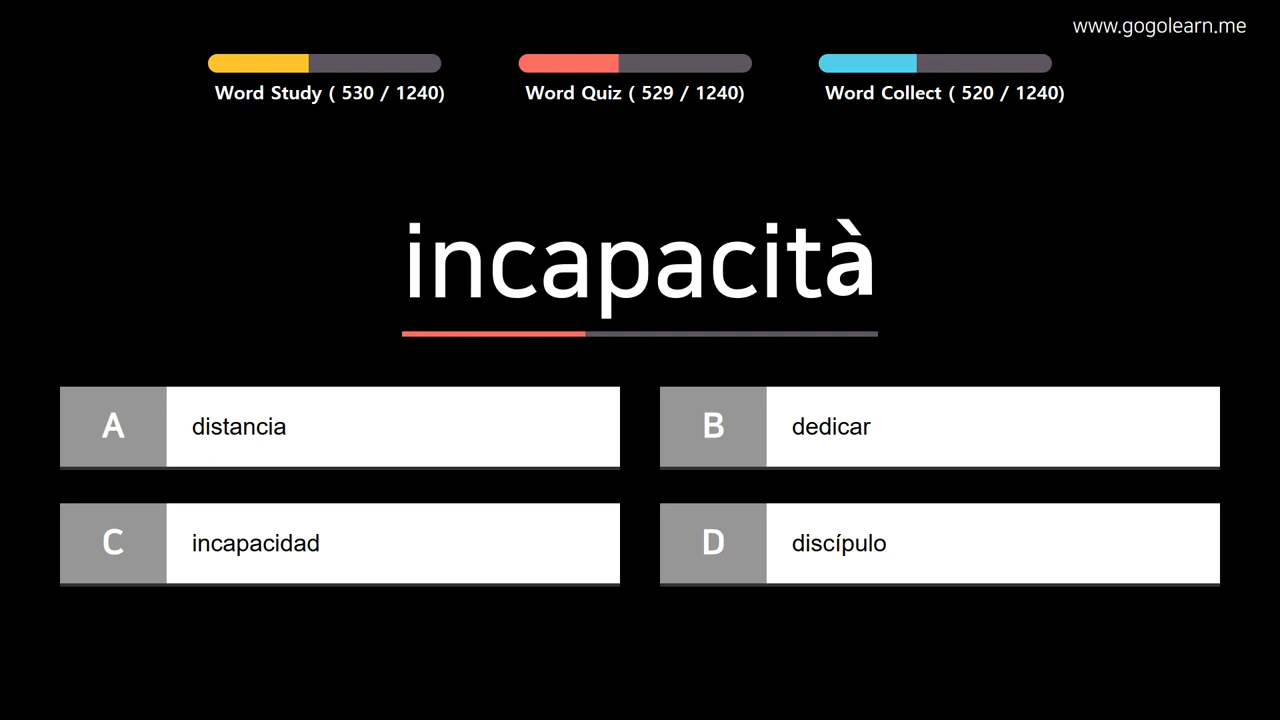 www.gogolearn.me
Word Study ( 530 / 1240)
Word Quiz ( 529 / 1240)
Word Collect ( 520 / 1240)
incapacità
A distancia
B dedicar
C incapacidad
D discípulo